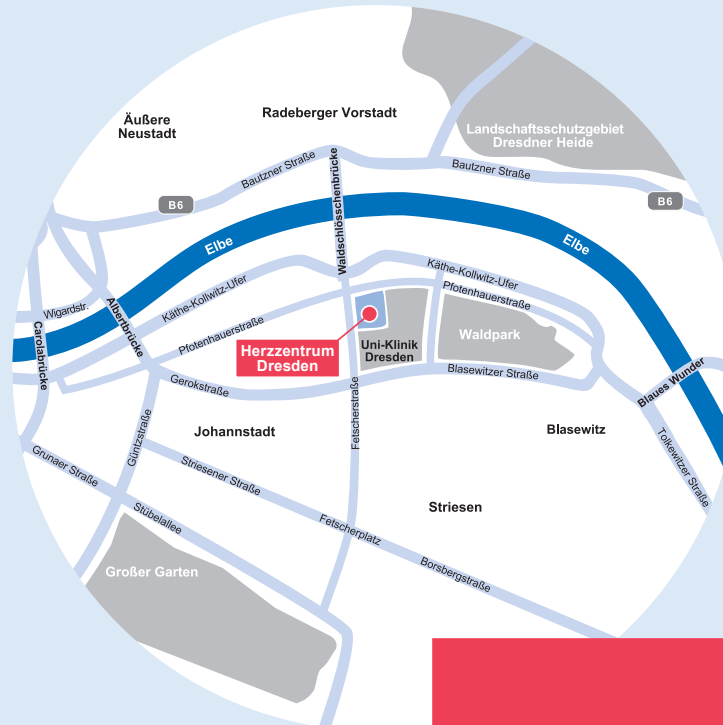 Radeberger Vorstadt
Äußere
Neustadt
Landschaftsschutzgebiet
Dresdner Heide
Bautzner Straße
Waldschlösschenbrücke
Bautzner Straße
B6
B6
Elbe
Elbe
Käthe-Kollwitz-Ufer
Käthe-Kollwitz-Ufer
Pfotenhauerstraße
Wigardstr.
Albertbrücke
Carolabrücke
Pfotenhauerstraße
Waldpark
Uni-Klinik
Dresden
Herzzentrum
Dresden
Blasewitzer Straße
Blaues Wunder
Gerokstraße
Fetscherstraße
Güntzstraße
Johannstadt
Blasewitz
Tolkewitzer Straße
Grunaer Straße
Striesener Straße
Stübelallee
Striesen
Fetscherplatz
Borsbergstraße
Großer Garten